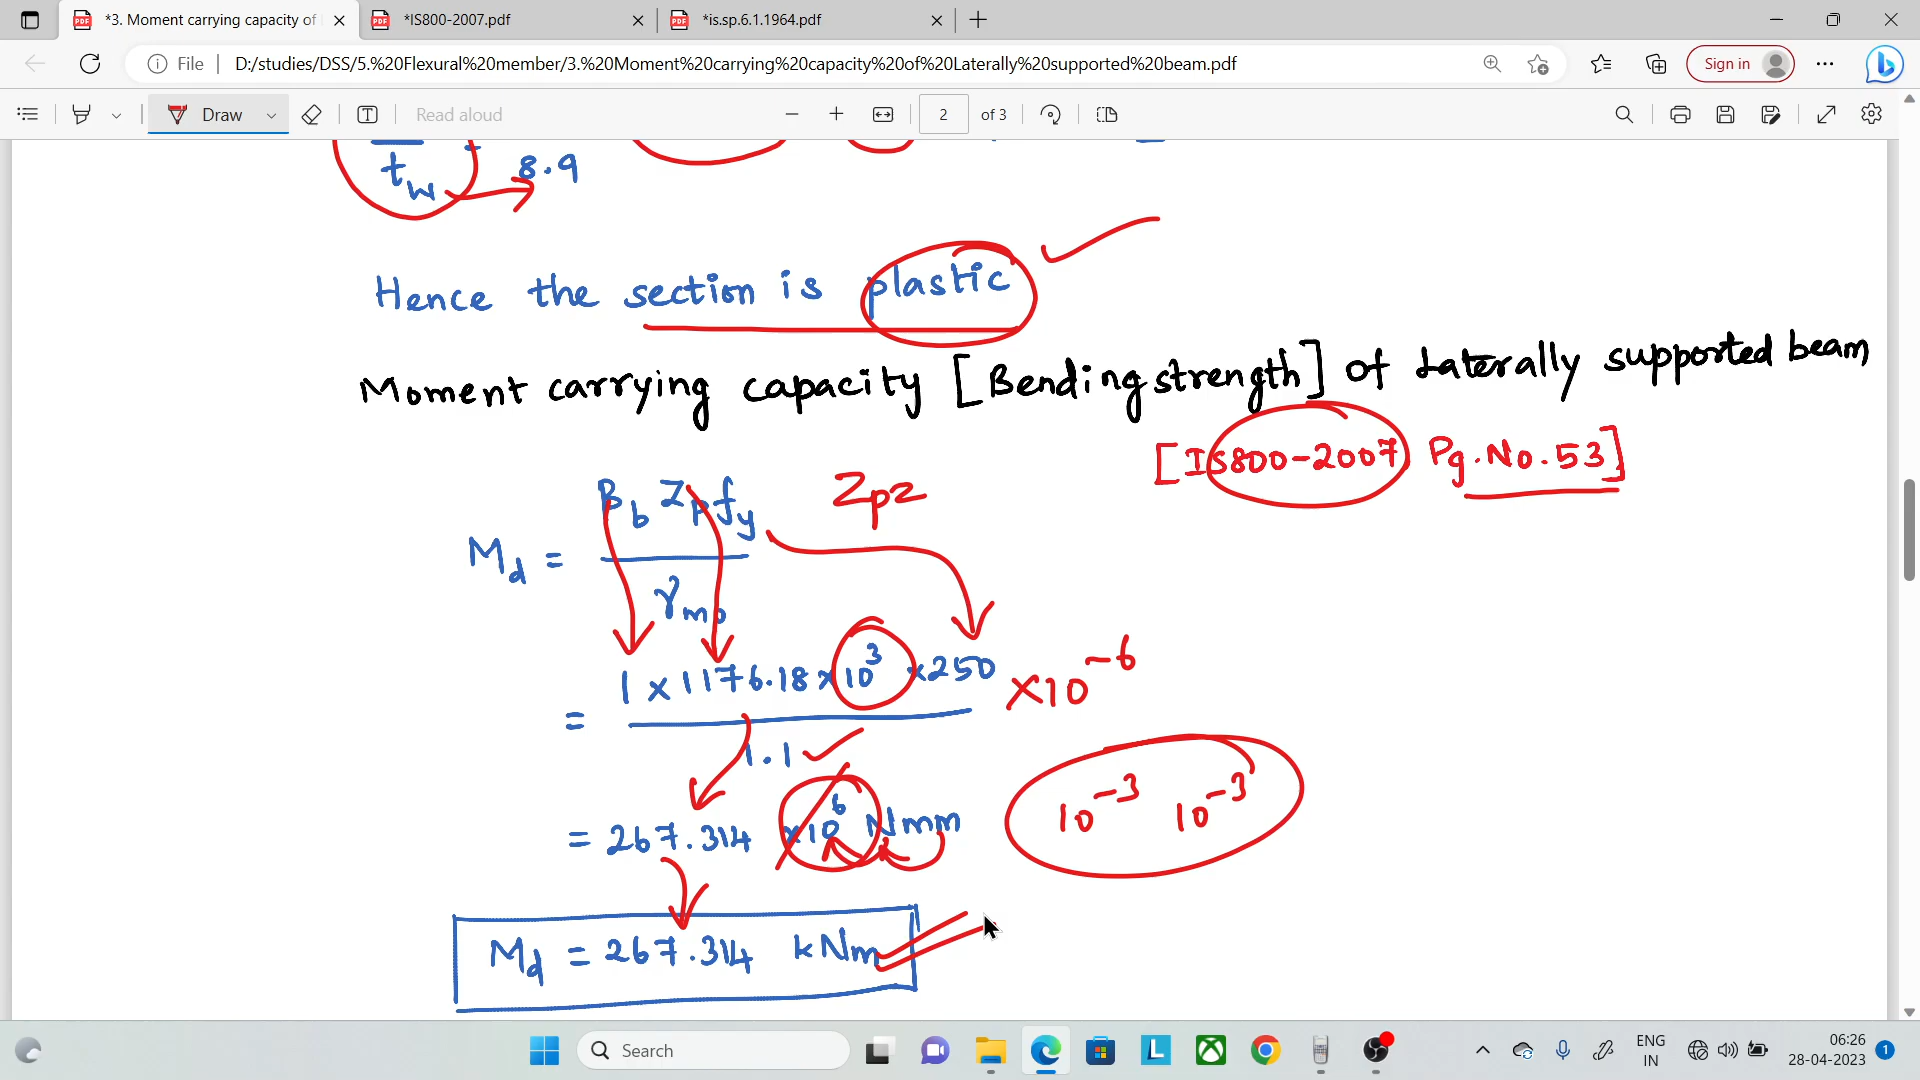 *3. Moment carrying capacity of
*IS800-2007.pdf
*is.sp.6.1.1964.pdf
File
D:/studies/DSS/5.%20Flexural%20member/3.%20Moment%20carrying%20capacity%20of%20Laterally%20supported%20beam.pdf
Sign in
Draw
Read aloud
2 of 3
tw 8.9
Hence the section is plastic
Moment carrying capacity [Bending strength] of Laterally supported beam
[IS800-2007 Pg.No.53]
Md = Bb Zp fy
Zpz
γmo
= 1 x 1176.18 x 10^3 x 250 x 10^-6
1.1
= 267.314 x10^6 Nmm
10^-3 10^-3
Md = 267.314 kNm
Search
ENG
IN
06:26
28-04-2023
1